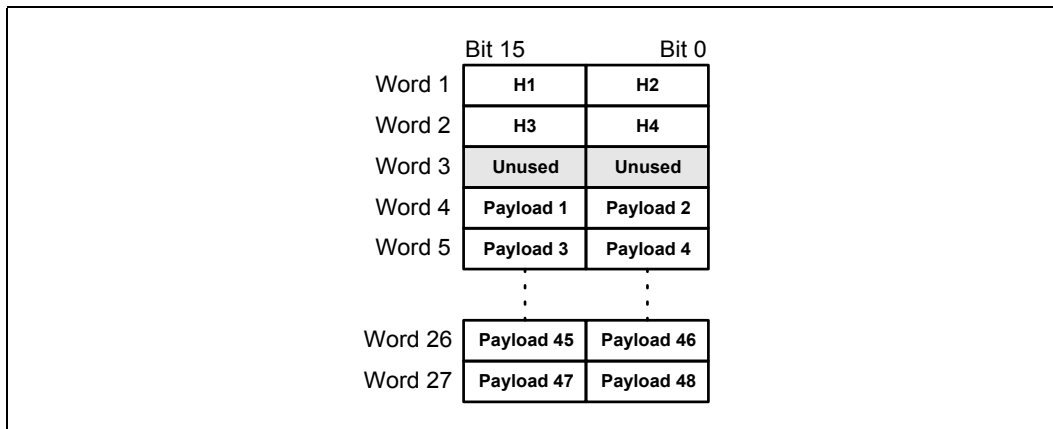 Bit 15 Bit 0
Word 1 H1 H2
Word 2 H3 H4
Word 3 Unused Unused
Word 4 Payload 1 Payload 2
Word 5 Payload 3 Payload 4
Word 26 Payload 45 Payload 46
Word 27 Payload 47 Payload 48